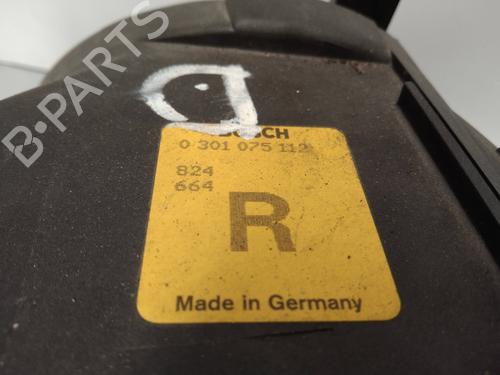 B-PARTS
D
BOSCH
0 301 075 112
824
664
R
Made in Germany